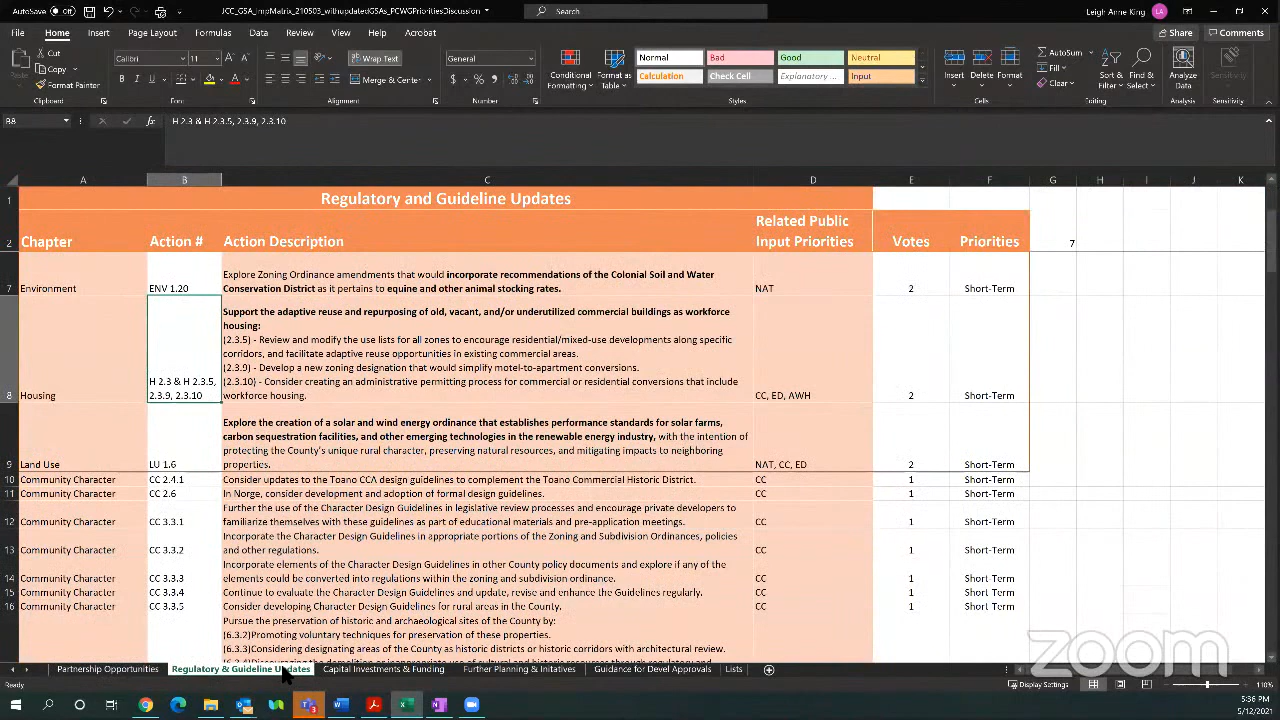 AutoSave Off JCC_GSA_ImpMatrix_210503_withupdatedGSAs_PCWGPrioritiesDiscussion Search Leigh Anne King LA
File Home Insert Page Layout Formulas Data Review View Help Acrobat Share Comments
Cut
Copy
Format Painter
Paste
Calibri 11
B I U
Wrap Text
Merge & Center
General
$ % 9
Conditional Formatting
Format as Table
Normal Bad Good Neutral
Calculation Check Cell Explanatory ... Input
Insert Delete Format
AutoSum
Fill
Clear
Sort & Filter
Find & Select
Analyze Data
Sensitivity
Clipboard Font Alignment Number Styles Cells Editing Analysis Sensitivity
B8 fx H 2.3 & H 2.3.5, 2.3.9, 2.3.10
A B C D E F G H I J K
1 Regulatory and Guideline Updates
2 Chapter Action # Action Description Related Public Input Priorities Votes Priorities 7
Explore Zoning Ordinance amendments that would incorporate recommendations of the Colonial Soil and Water
7 Environment ENV 1.20 Conservation District as it pertains to equine and other animal stocking rates. NAT 2 Short-Term
Support the adaptive reuse and repurposing of old, vacant, and/or underutilized commercial buildings as workforce
housing:
(2.3.5) - Review and modify the use lists for all zones to encourage residential/mixed-use developments along specific
corridors, and facilitate adaptive reuse opportunities in existing commercial areas.
(2.3.9) - Develop a new zoning designation that would simplify motel-to-apartment conversions.
H 2.3 & H 2.3.5, (2.3.10) - Consider creating an administrative permitting process for commercial or residential conversions that include
8 Housing 2.3.9, 2.3.10 workforce housing. CC, ED, AWH 2 Short-Term
Explore the creation of a solar and wind energy ordinance that establishes performance standards for solar farms,
carbon sequestration facilities, and other emerging technologies in the renewable energy industry, with the intention of
protecting the County's unique rural character, preserving natural resources, and mitigating impacts to neighboring
9 Land Use LU 1.6 properties. NAT, CC, ED 2 Short-Term
10 Community Character CC 2.4.1 Consider updates to the Toano CCA design guidelines to complement the Toano Commercial Historic District. CC 1 Short-Term
11 Community Character CC 2.6 In Norge, consider development and adoption of formal design guidelines. CC 1 Short-Term
Further the use of the Character Design Guidelines in legislative review processes and encourage private developers to
12 Community Character CC 3.3.1 familiarize themselves with these guidelines as part of educational materials and pre-application meetings. CC 1 Short-Term
Incorporate the Character Design Guidelines in appropriate portions of the Zoning and Subdivision Ordinances, policies
13 Community Character CC 3.3.2 and other regulations. CC 1 Short-Term
Incorporate elements of the Character Design Guidelines in other County policy documents and explore if any of the
14 Community Character CC 3.3.3 elements could be converted into regulations within the zoning and subdivision ordinance. CC 1 Short-Term
15 Community Character CC 3.3.4 Continue to evaluate the Character Design Guidelines and update, revise and enhance the Guidelines regularly. CC 1 Short-Term
16 Community Character CC 3.3.5 Consider developing Character Design Guidelines for rural areas in the County. CC 1 Short-Term
Pursue the preservation of historic and archaeological sites of the County by:
(6.3.2)Promoting voluntary techniques for preservation of these properties.
(6.3.3)Considering designating areas of the County as historic districts or historic corridors with architectural review.
(6.3.4)Discouraging the demolition or inappropriate use of cultural and historic resources through regulatory and
zoom
Partnership Opportunities Regulatory & Guideline Updates Capital Investments & Funding Further Planning & Initatives Guidance for Devel Approvals Lists
Ready Display Settings 110%
5:36 PM
5/12/2021